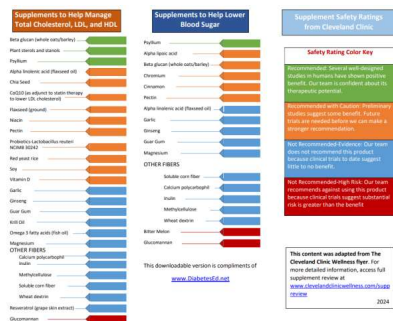 Supplements to Help Manage
Total Cholesterol, LDL, and HDL
Beta glucan (whole oats/barley)
Plant sterols and stanols
Psyllium
Alpha linolenic acid (flaxseed oil)
Chia Seed
CoQ10 (as adjunct to statin therapy
to lower LDL cholesterol)
Flaxseed (ground)
Niacin
Pectin
Probiotics-Lactobacillus reuteri
NCIMB 30242
Red yeast rice
Soy
Vitamin D
Garlic
Ginseng
Guar Gum
Krill Oil
Omega 3 fatty acids (fish oil)
Magnesium
OTHER FIBERS
Calcium polycarbophil
Inulin
Methylcellulose
Soluble corn fiber
Wheat dextrin
Resveratrol (grape skin extract)
Glucomannan
Supplements to Help Lower
Blood Sugar
Psyllium
Alpha lipoic acid
Beta glucan (whole oats/barley)
Chromium
Cinnamon
Pectin
Alpha linolenic acid (flaxseed oil)
Garlic
Ginseng
Guar Gum
Magnesium
OTHER FIBERS
Soluble corn fiber
Calcium polycarbophil
Inulin
Methylcellulose
Wheat dextrin
Bitter Melon
Glucomannan
This downloadable version is compliments of
www.DiabetesEd.net
Supplement Safety Ratings
from Cleveland Clinic
Safety Rating Color Key
Recommended: Several well-designed
studies in humans have shown positive
benefit. Our team is confident about its
therapeutic potential.
Recommended with Caution: Preliminary
studies suggest some benefit. Future
trials are needed before we can make a
stronger recommendation.
Not Recommended-Evidence: Our team
does not recommend this product
because clinical trials to date suggest
little to no benefit.
Not Recommended-High Risk: Our team
recommends against using this product
because clinical trials suggest substantial
risk is greater than the benefit
This content was adapted from The
Cleveland Clinic Wellness flyer. For
more detailed information, access full
supplement review at
www.clevelandclinicwellness.com/supp
review
2024